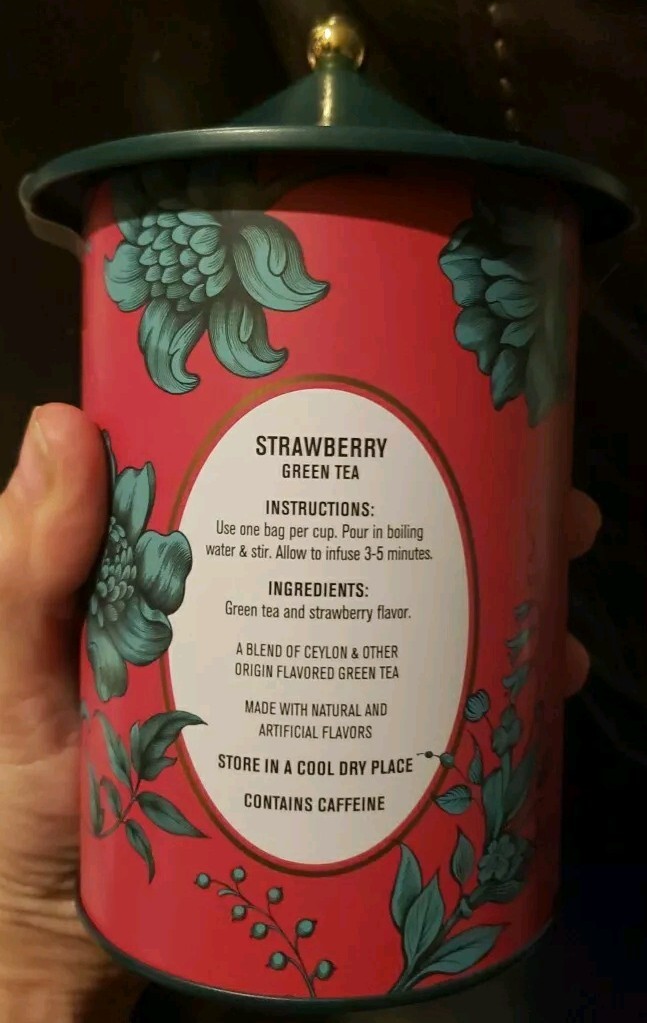 STRAWBERRY
GREEN TEA
INSTRUCTIONS:
Use one bag per cup. Pour in boiling
water & stir. Allow to infuse 3-5 minutes.
INGREDIENTS:
Green tea and strawberry flavor.
A BLEND OF CEYLON & OTHER
ORIGIN FLAVORED GREEN TEA
MADE WITH NATURAL AND
ARTIFICIAL FLAVORS
STORE IN A COOL DRY PLACE
CONTAINS CAFFEINE